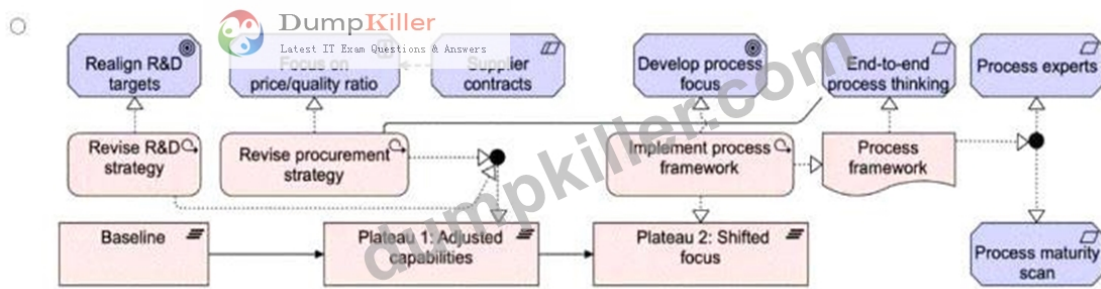 DumpKiller
Latest IT Exam Questions & Answers
Realign R&D
targets
Focus on
price/quality ratio
Supplier
contracts
Develop process
focus
End-to-end
process thinking
Process experts
Revise R&D
strategy
Revise procurement
strategy
Implement process
framework
Process
framework
Baseline
Plateau 1: Adjusted
capabilities
Plateau 2: Shifted
focus
Process maturity
scan
dumpkiller.com